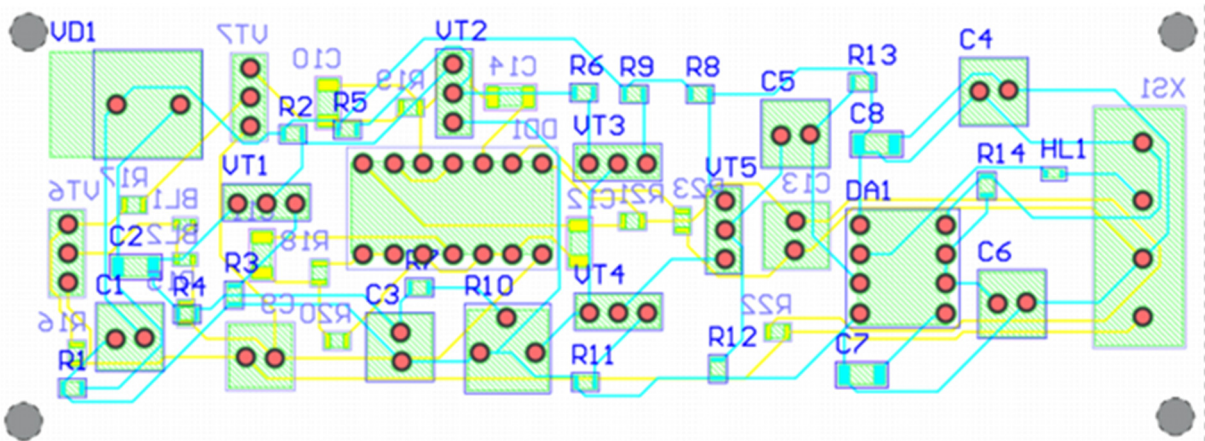 VD1
VT7
VT2
C10
R19
C14
R6
R9
R8
C5
R13
C4
XS1
R2
R5
DD1
VT3
C8
VT1
R17
BL1
VT6
C12
R21
R23
VT5
C13
DA1
R14
HL1
C2
BL2
C11
R18
R3
R7
VT4
C6
C1
R4
C9
R20
C3
R10
R22
R16
R1
R11
R12
C7